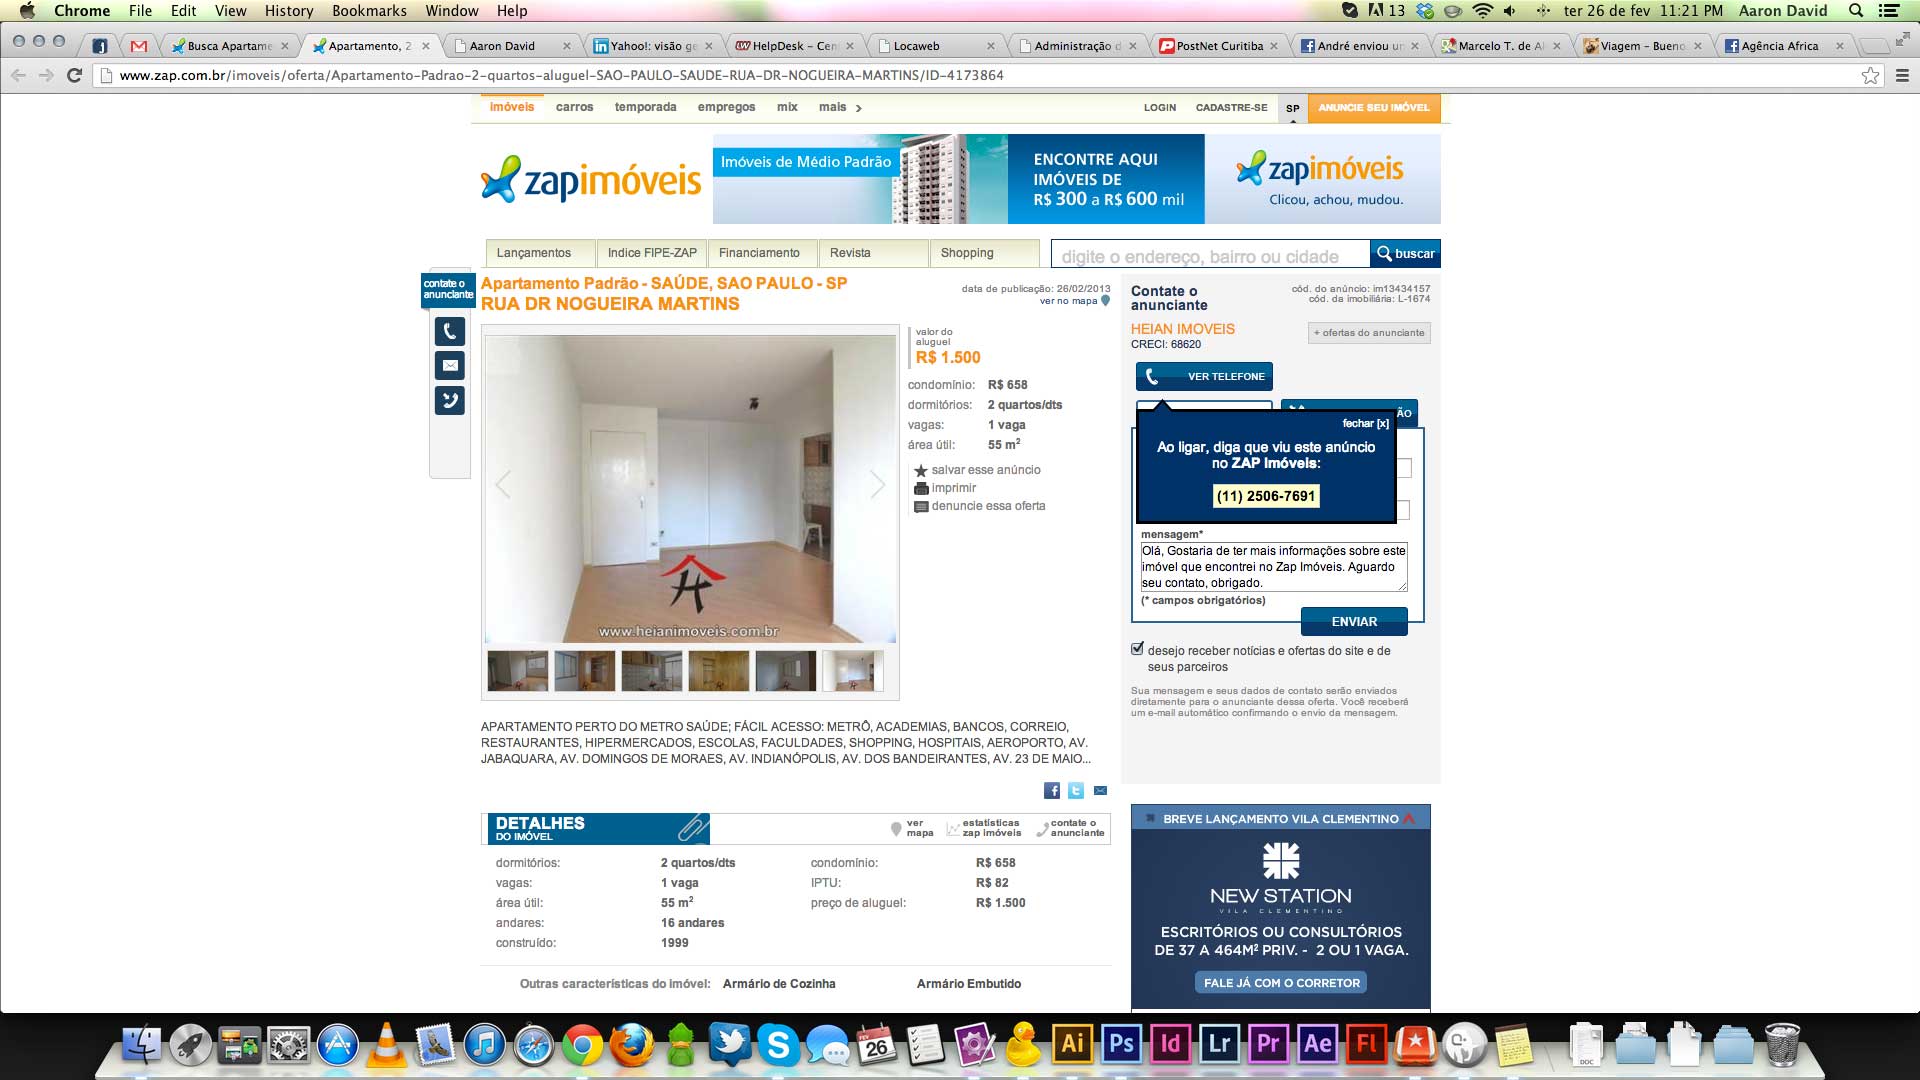 Chrome File Edit View History Bookmarks Window Help
13
ter 26 de fev 11:21 PM Aaron David
Busca Apartame
Apartamento, 2
Aaron David
Yahoo!: visão ge
HelpDesk – Cen
Locaweb
Administração d
PostNet Curitiba
André enviou um
Marcelo T. de Al
Viagem – Bueno
Agência Africa
www.zap.com.br/imoveis/oferta/Apartamento-Padrao-2-quartos-aluguel-SAO-PAULO-SAUDE-RUA-DR-NOGUEIRA-MARTINS/ID-4173864
imóveis carros temporada empregos mix mais
LOGIN CADASTRE-SE SP ANUNCIE SEU IMÓVEL
zapimóveis
Imóveis de Médio Padrão
ENCONTRE AQUI
IMÓVEIS DE
R$ 300 a R$ 600 mil
zapimóveis
Clicou, achou, mudou.
Lançamentos Indice FIPE-ZAP Financiamento Revista Shopping
digite o endereço, bairro ou cidade
buscar
contate o
anunciante
Apartamento Padrão - SAÚDE, SAO PAULO - SP
RUA DR NOGUEIRA MARTINS
data de publicação: 26/02/2013
ver no mapa
www.heianimoveis.com.br
valor do
aluguel
R$ 1.500
condomínio: R$ 658
dormitórios: 2 quartos/dts
vagas: 1 vaga
área útil: 55 m²
salvar esse anúncio
imprimir
denuncie essa oferta
Contate o
anunciante
cód. do anúncio: im13434157
cód. da imobiliária: L-1674
HEIAN IMOVEIS
CRECI: 68620
+ ofertas do anunciante
VER TELEFONE
ÃO
fechar [x]
Ao ligar, diga que viu este anúncio
no ZAP Imóveis:
(11) 2506-7691
mensagem*
Olá, Gostaria de ter mais informações sobre este
imóvel que encontrei no Zap Imóveis. Aguardo
seu contato, obrigado.
(* campos obrigatórios)
ENVIAR
desejo receber notícias e ofertas do site e de
seus parceiros
Sua mensagem e seus dados de contato serão enviados
diretamente para o anunciante dessa oferta. Você receberá
um e-mail automático confirmando o envio da mensagem.
APARTAMENTO PERTO DO METRO SAÚDE; FÁCIL ACESSO: METRÔ, ACADEMIAS, BANCOS, CORREIO,
RESTAURANTES, HIPERMERCADOS, ESCOLAS, FACULDADES, SHOPPING, HOSPITAIS, AEROPORTO, AV.
JABAQUARA, AV. DOMINGOS DE MORAES, AV. INDIANÓPOLIS, AV. DOS BANDEIRANTES, AV. 23 DE MAIO...
DETALHES
DO IMÓVEL
ver
mapa
estatísticas
zap imóveis
contate o
anunciante
dormitórios: 2 quartos/dts condomínio: R$ 658
vagas: 1 vaga IPTU: R$ 82
área útil: 55 m² preço de aluguel: R$ 1.500
andares: 16 andares
construído: 1999
Outras características do imóvel: Armário de Cozinha Armário Embutido
BREVE LANÇAMENTO VILA CLEMENTINO
NEW STATION
VILA CLEMENTINO
ESCRITÓRIOS OU CONSULTÓRIOS
DE 37 A 464M² PRIV. - 2 OU 1 VAGA.
FALE JÁ COM O CORRETOR
26
Ai Ps Id Lr Pr Ae Fl
DOC